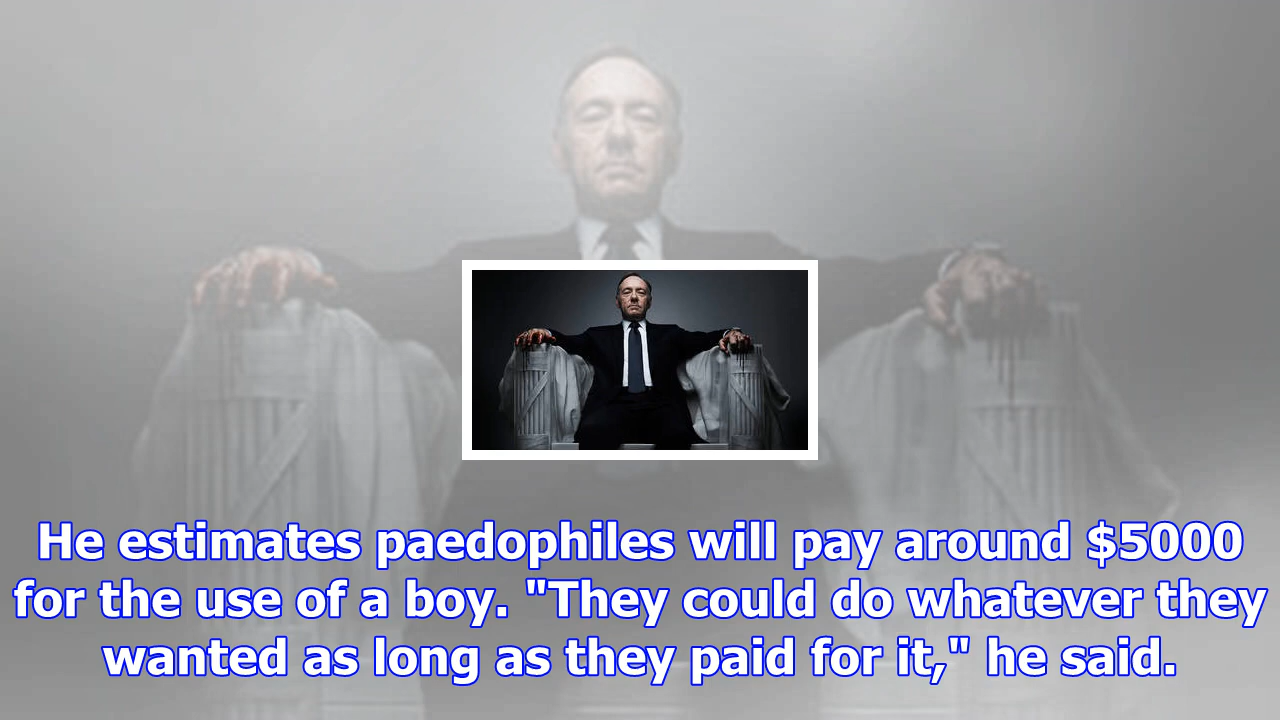 He estimates paedophiles will pay around $5000
for the use of a boy. "They could do whatever they
wanted as long as they paid for it," he said.